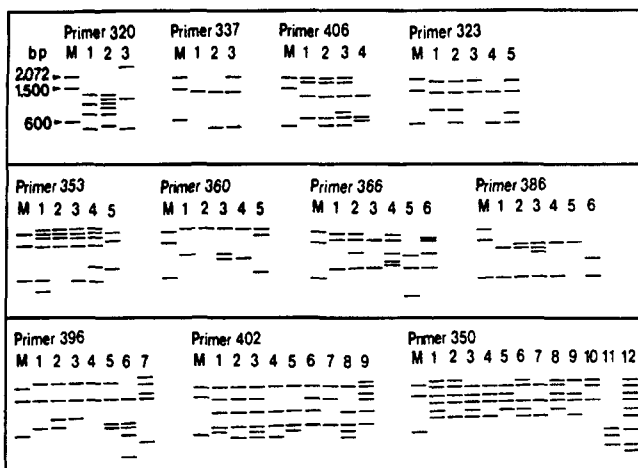 Primer 320 Primer 337 Primer 406 Primer 323
bp M 1 2 3 M 1 2 3 M 1 2 3 4 M 1 2 3 4 5
2.072
1.500
600
Primer 353 Primer 360 Primer 366 Primer 386
M 1 2 3 4 5 M 1 2 3 4 5 M 1 2 3 4 5 6 M 1 2 3 4 5 6
Primer 396 Primer 402 Primer 350
M 1 2 3 4 5 6 7 M 1 2 3 4 5 6 7 8 9 M 1 2 3 4 5 6 7 8 9 10 11 12